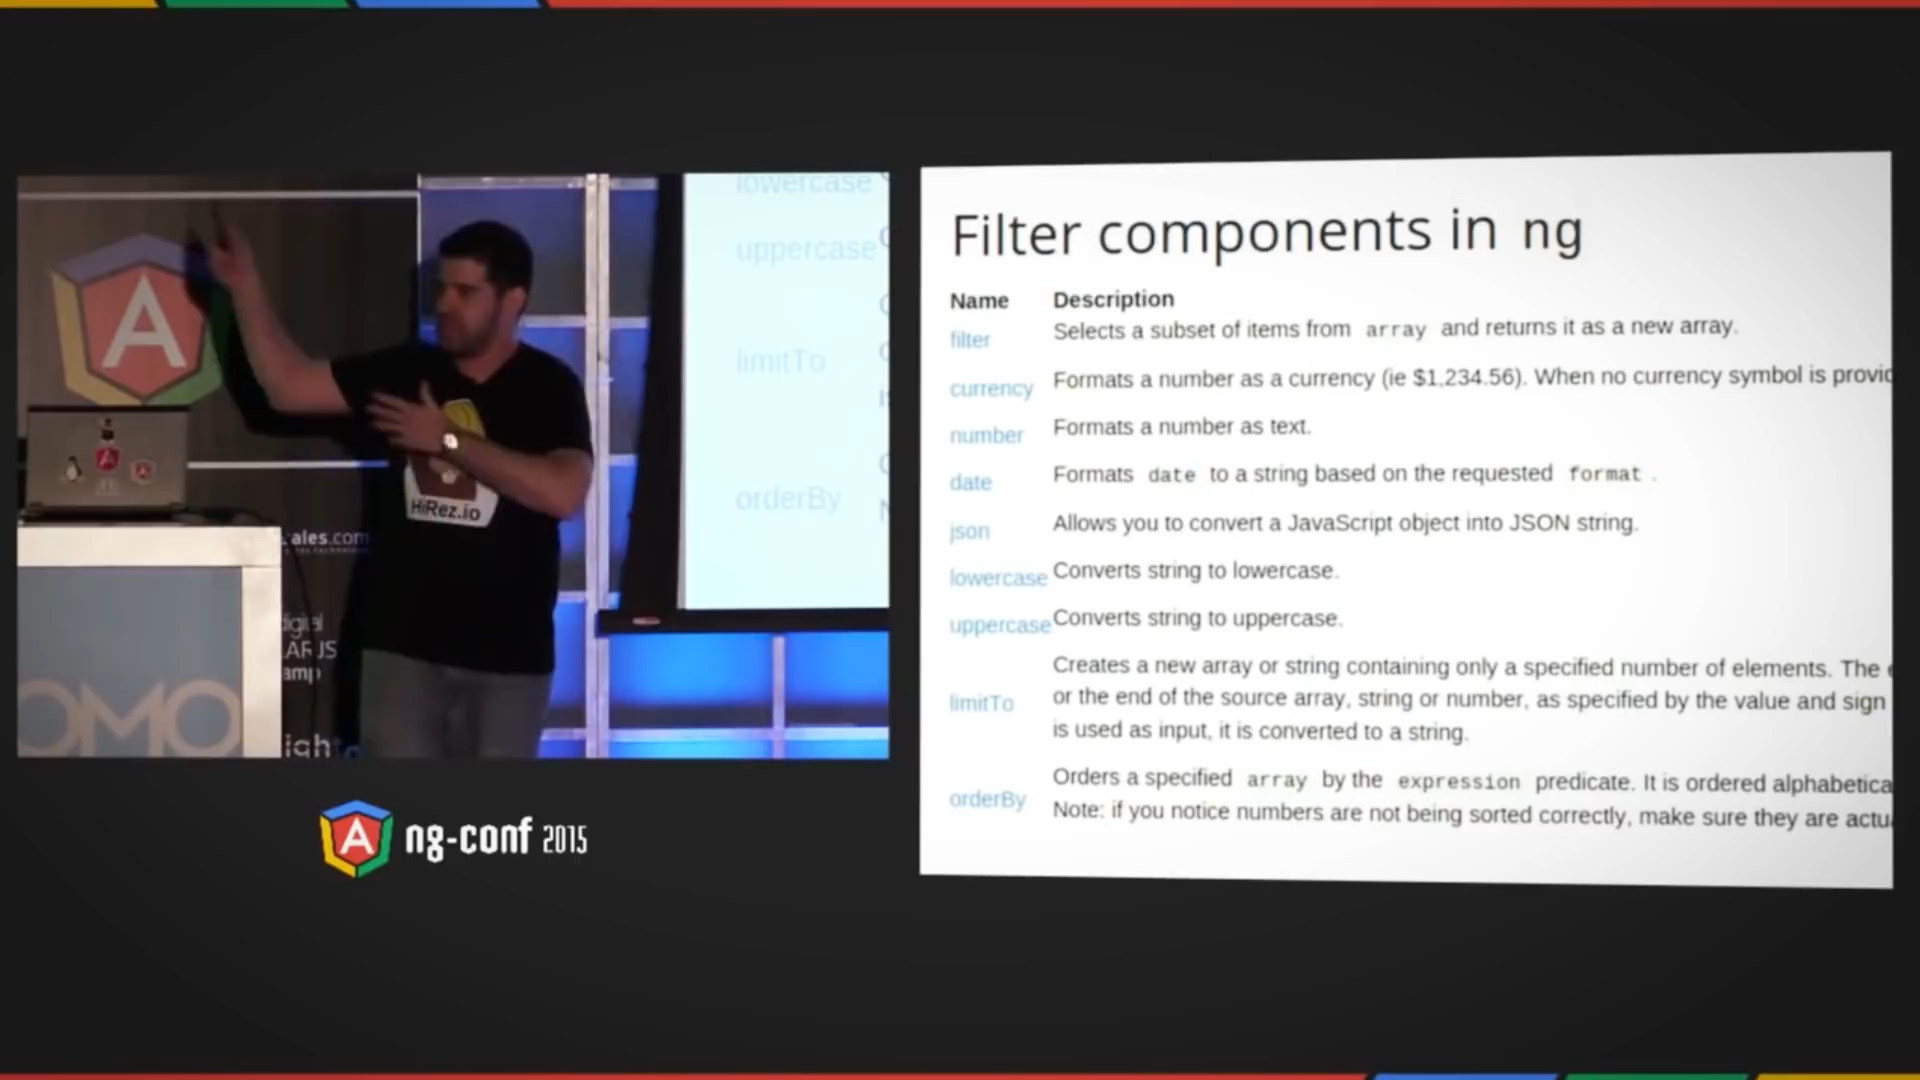 lowercase
uppercase
limitTo
orderBy
HiRez.io
ales.com
OMO
ng-conf 2015
Filter components in ng
Name Description
filter Selects a subset of items from array and returns it as a new array.
currency Formats a number as a currency (ie $1,234.56). When no currency symbol is provid
number Formats a number as text.
date Formats date to a string based on the requested format .
json Allows you to convert a JavaScript object into JSON string.
lowercase Converts string to lowercase.
uppercase Converts string to uppercase.
limitTo Creates a new array or string containing only a specified number of elements. The
or the end of the source array, string or number, as specified by the value and sign
is used as input, it is converted to a string.
orderBy Orders a specified array by the expression predicate. It is ordered alphabetica
Note: if you notice numbers are not being sorted correctly, make sure they are actu